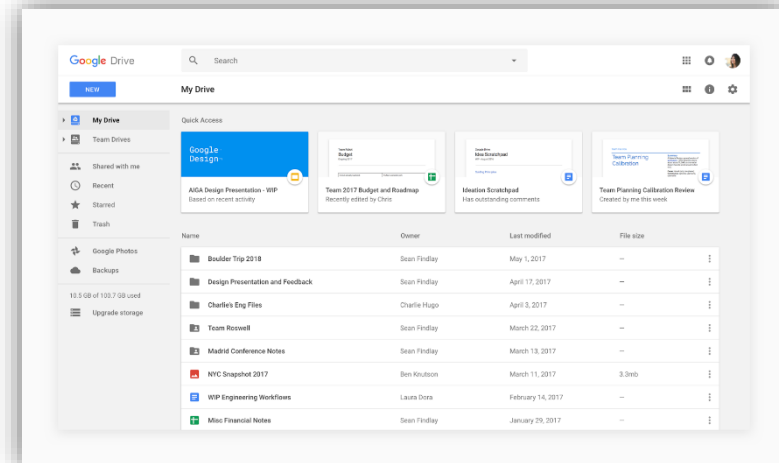 Google Drive
Search
NEW
My Drive
My Drive
Team Drives
Shared with me
Recent
Starred
Trash
Google Photos
Backups
10.5 GB of 100.7 GB used
Upgrade storage
Quick Access
Google
Design
AIGA Design Presentation - WIP
Based on recent activity
Budget
Team 2017 Budget and Roadmap
Recently edited by Chris
Idea Scratchpad
Ideation Scratchpad
Has outstanding comments
Team Planning
Calibration
Team Planning Calibration Review
Created by me this week
Name Owner Last modified File size
Boulder Trip 2018 Sean Findlay May 1, 2017 –
Design Presentation and Feedback Sean Findlay April 17, 2017 –
Charlie's Eng Files Charlie Hugo April 3, 2017 –
Team Roswell Sean Findlay March 22, 2017 –
Madrid Conference Notes Sean Findlay March 13, 2017 –
NYC Snapshot 2017 Ben Knutson March 11, 2017 3.3mb
WIP Engineering Workflows Laura Dora February 14, 2017 –
Misc Financial Notes Sean Findlay January 29, 2017 –